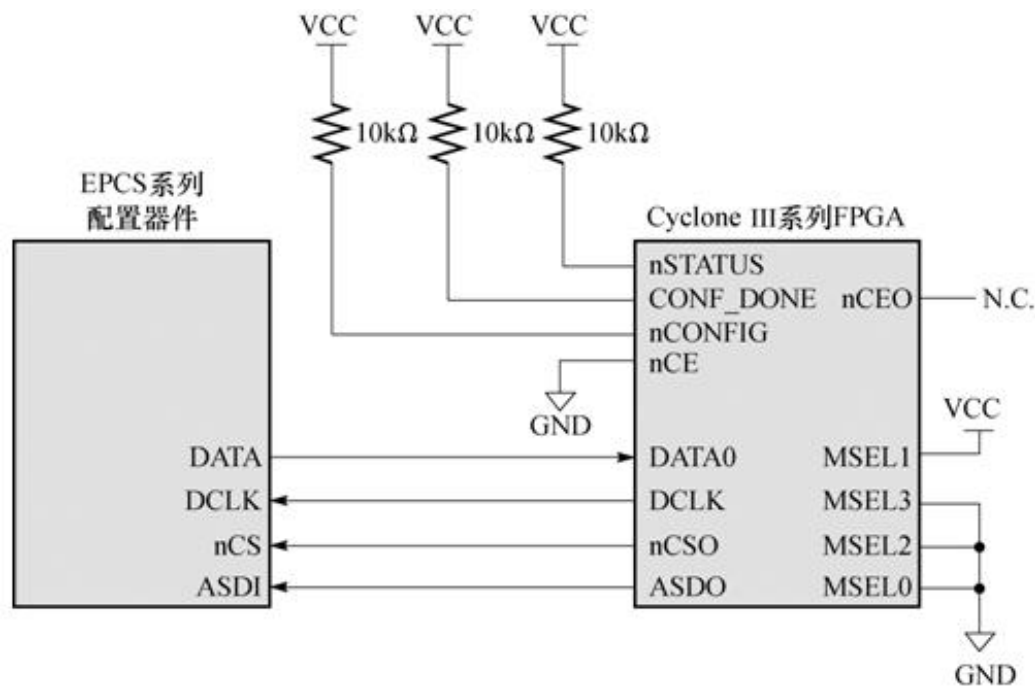 VCC VCC VCC
10kΩ 10kΩ 10kΩ
EPCS系列
配置器件
Cyclone III系列FPGA
nSTATUS
CONF_DONE nCEO N.C.
nCONFIG
nCE
GND
VCC
DATA DATA0 MSEL1
DCLK DCLK MSEL3
nCS nCSO MSEL2
ASDI ASDO MSEL0
GND